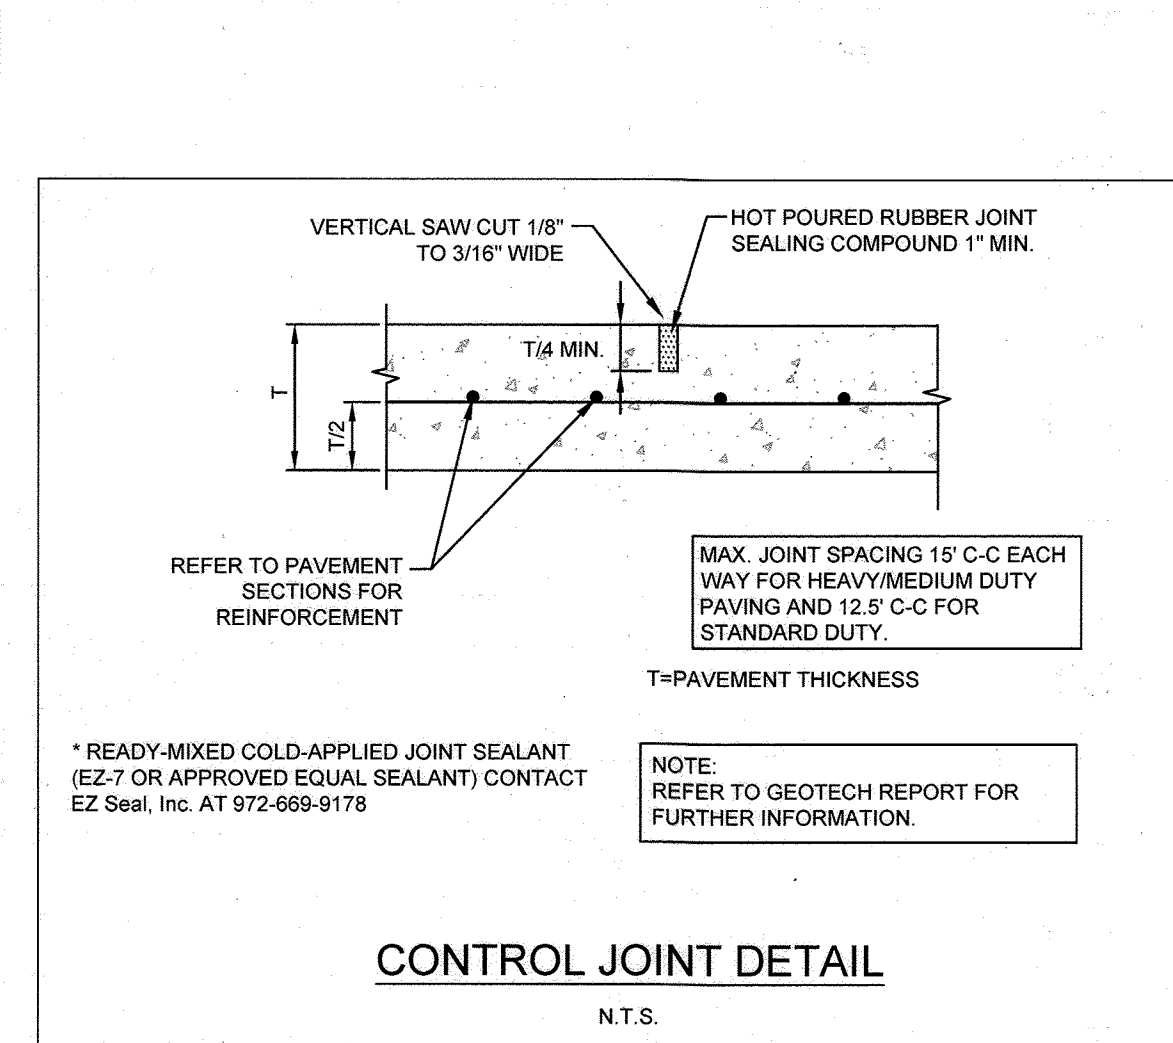 VERTICAL SAW CUT 1/8"
TO 3/16" WIDE
HOT POURED RUBBER JOINT
SEALING COMPOUND 1" MIN.
T/4 MIN.
T
T/2
REFER TO PAVEMENT
SECTIONS FOR
REINFORCEMENT
MAX. JOINT SPACING 15' C-C EACH
WAY FOR HEAVY/MEDIUM DUTY
PAVING AND 12.5' C-C FOR
STANDARD DUTY.
T=PAVEMENT THICKNESS
* READY-MIXED COLD-APPLIED JOINT SEALANT
(EZ-7 OR APPROVED EQUAL SEALANT) CONTACT
EZ Seal, Inc. AT 972-669-9178
NOTE:
REFER TO GEOTECH REPORT FOR
FURTHER INFORMATION.
CONTROL JOINT DETAIL
N.T.S.